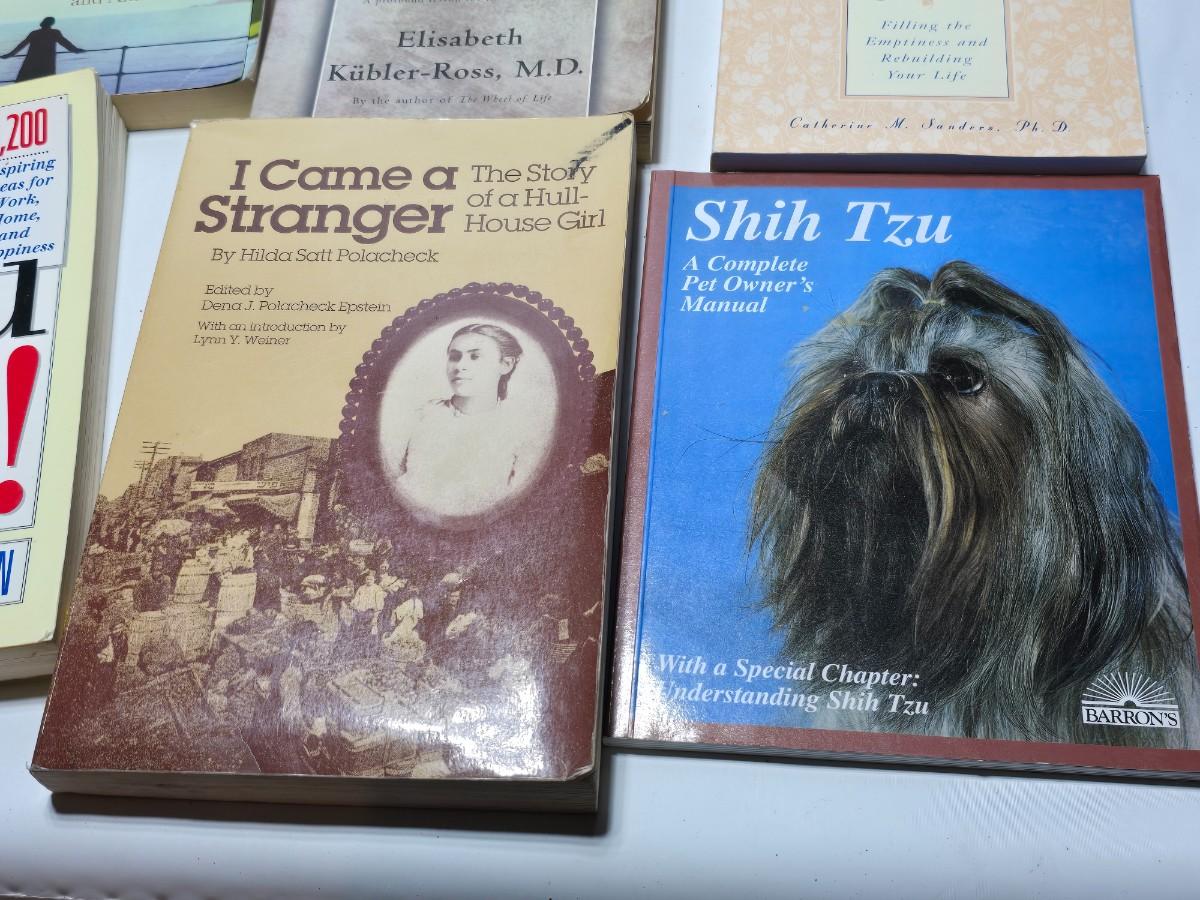 Elisabeth
Kübler-Ross, M.D.
By the author of The Wheel of Life
Filling the
Emptiness and
Rebuilding
Your Life
Catherine M. Sanders, Ph.D.
,200
spiring
eas for
Work,
Home,
and
ppiness
u
!
N
I Came a
Stranger
The Story
of a Hull-
House Girl
By Hilda Satt Polacheck
Edited by
Dena J. Polacheck Epstein
With an introduction by
Lynn Y. Weiner
Shih Tzu
A Complete
Pet Owner's
Manual
With a Special Chapter:
Understanding Shih Tzu
BARRON'S